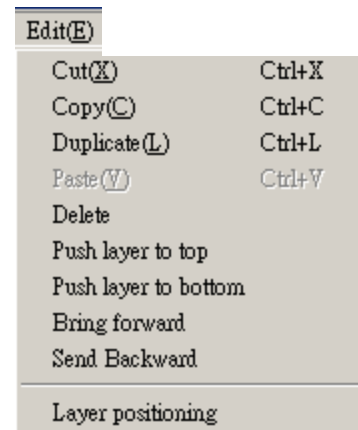 Edit(E)
Cut(X) Ctrl+X
Copy(C) Ctrl+C
Duplicate(L) Ctrl+L
Paste(V) Ctrl+V
Delete
Push layer to top
Push layer to bottom
Bring forward
Send Backward
Layer positioning